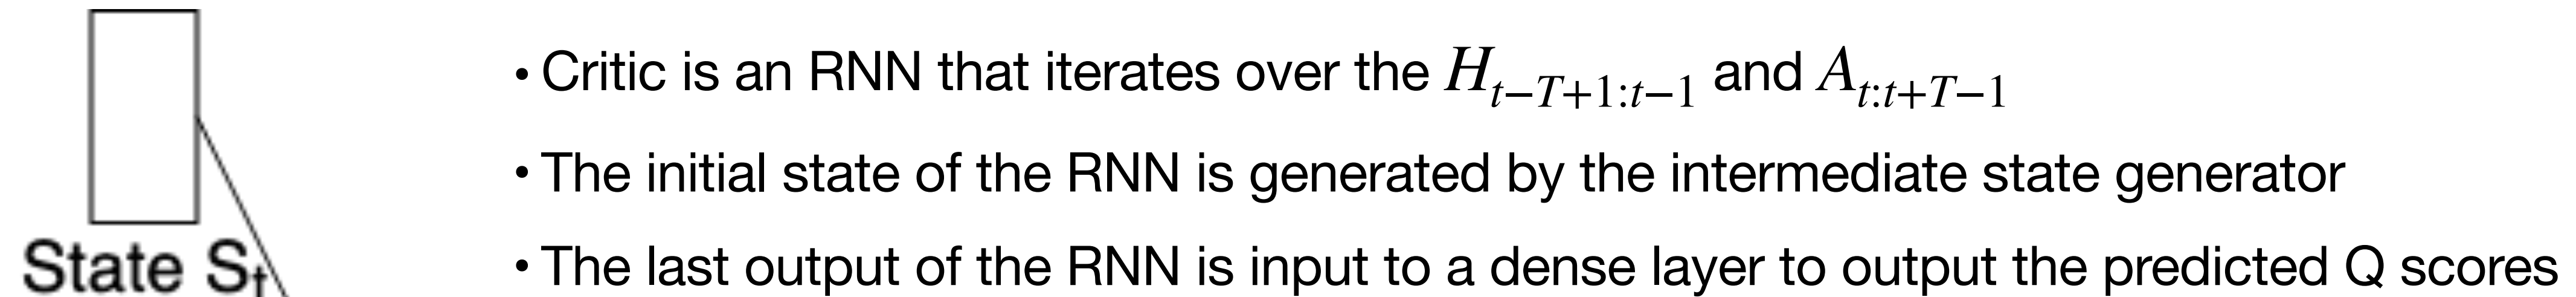 • Critic is an RNN that iterates over the H_{t−T+1:t−1} and A_{t:t+T−1}
• The initial state of the RNN is generated by the intermediate state generator
• The last output of the RNN is input to a dense layer to output the predicted Q scores
State S_t